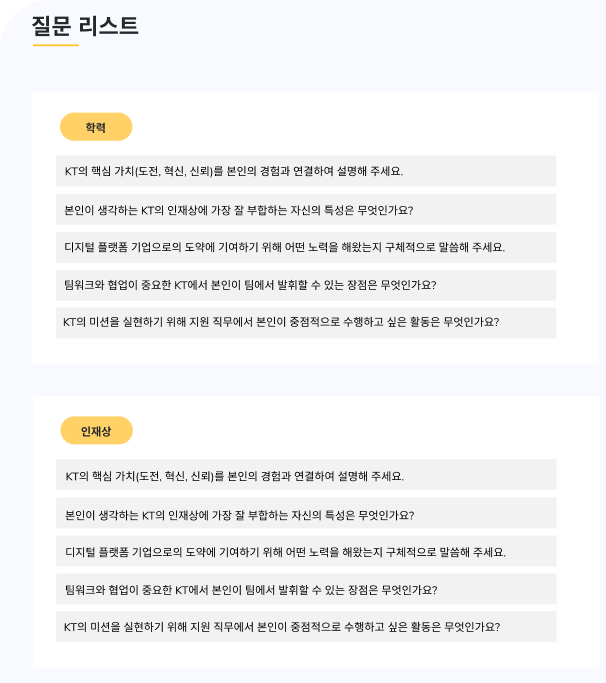 질문 리스트
학력
KT의 핵심 가치(도전, 혁신, 신뢰)를 본인의 경험과 연결하여 설명해 주세요.
본인이 생각하는 KT의 인재상에 가장 잘 부합하는 자신의 특성은 무엇인가요?
디지털 플랫폼 기업으로의 도약에 기여하기 위해 어떤 노력을 해왔는지 구체적으로 말씀해 주세요.
팀워크와 협업이 중요한 KT에서 본인이 팀에서 발휘할 수 있는 장점은 무엇인가요?
KT의 미션을 실현하기 위해 지원 직무에서 본인이 중점적으로 수행하고 싶은 활동은 무엇인가요?
인재상
KT의 핵심 가치(도전, 혁신, 신뢰)를 본인의 경험과 연결하여 설명해 주세요.
본인이 생각하는 KT의 인재상에 가장 잘 부합하는 자신의 특성은 무엇인가요?
디지털 플랫폼 기업으로의 도약에 기여하기 위해 어떤 노력을 해왔는지 구체적으로 말씀해 주세요.
팀워크와 협업이 중요한 KT에서 본인이 팀에서 발휘할 수 있는 장점은 무엇인가요?
KT의 미션을 실현하기 위해 지원 직무에서 본인이 중점적으로 수행하고 싶은 활동은 무엇인가요?